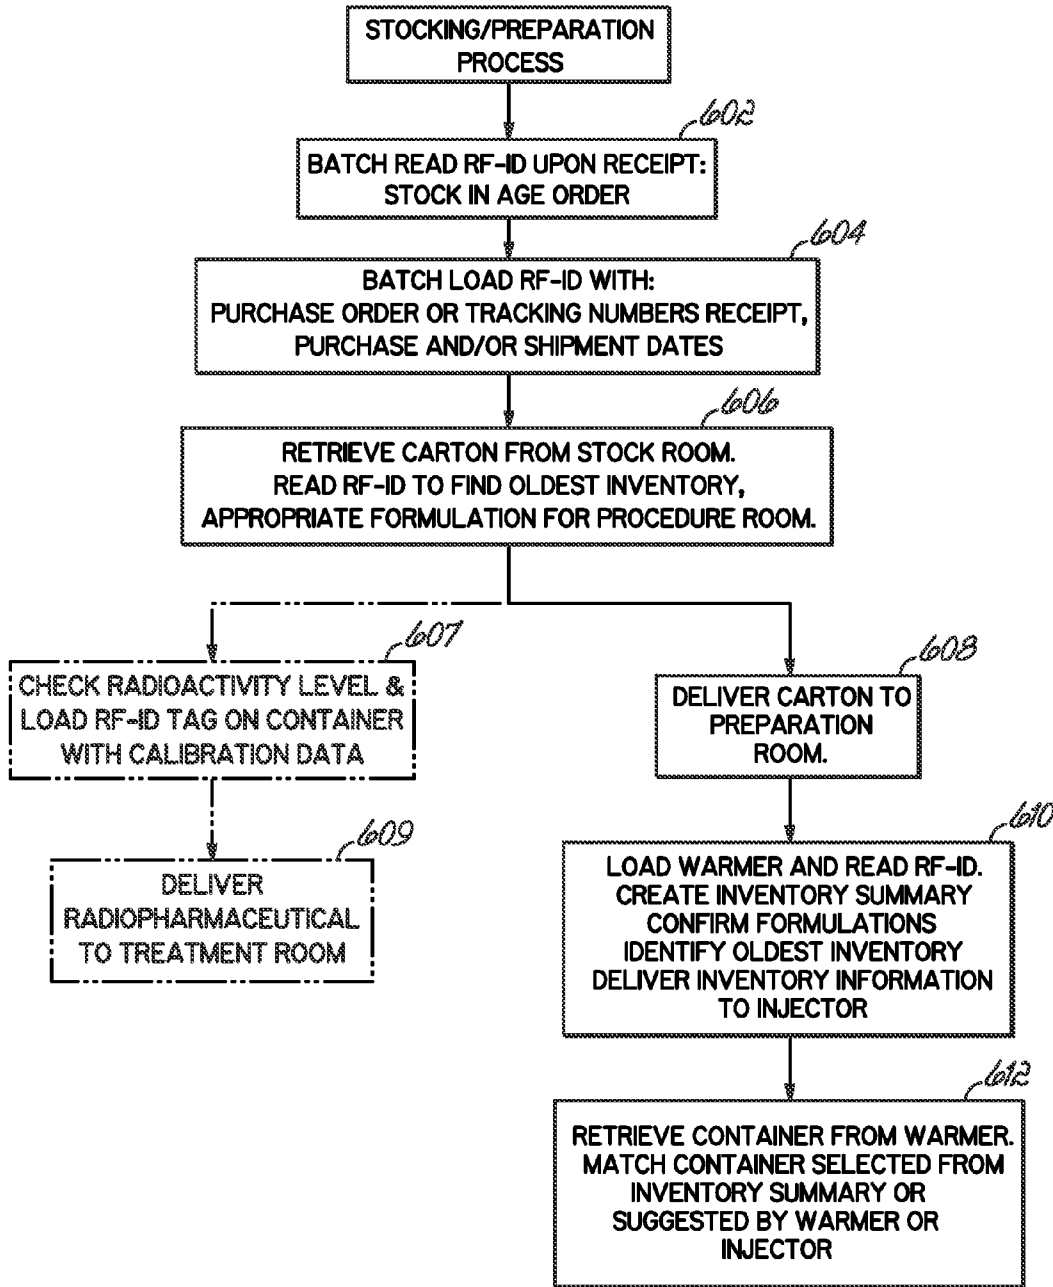 STOCKING/PREPARATION
PROCESS
602
BATCH READ RF-ID UPON RECEIPT:
STOCK IN AGE ORDER
604
BATCH LOAD RF-ID WITH:
PURCHASE ORDER OR TRACKING NUMBERS RECEIPT,
PURCHASE AND/OR SHIPMENT DATES
606
RETRIEVE CARTON FROM STOCK ROOM.
READ RF-ID TO FIND OLDEST INVENTORY,
APPROPRIATE FORMULATION FOR PROCEDURE ROOM.
607
CHECK RADIOACTIVITY LEVEL &
LOAD RF-ID TAG ON CONTAINER
WITH CALIBRATION DATA
609
DELIVER
RADIOPHARMACEUTICAL
TO TREATMENT ROOM
608
DELIVER CARTON TO
PREPARATION
ROOM.
610
LOAD WARMER AND READ RF-ID.
CREATE INVENTORY SUMMARY
CONFIRM FORMULATIONS
IDENTIFY OLDEST INVENTORY
DELIVER INVENTORY INFORMATION
TO INJECTOR
612
RETRIEVE CONTAINER FROM WARMER.
MATCH CONTAINER SELECTED FROM
INVENTORY SUMMARY OR
SUGGESTED BY WARMER OR
INJECTOR